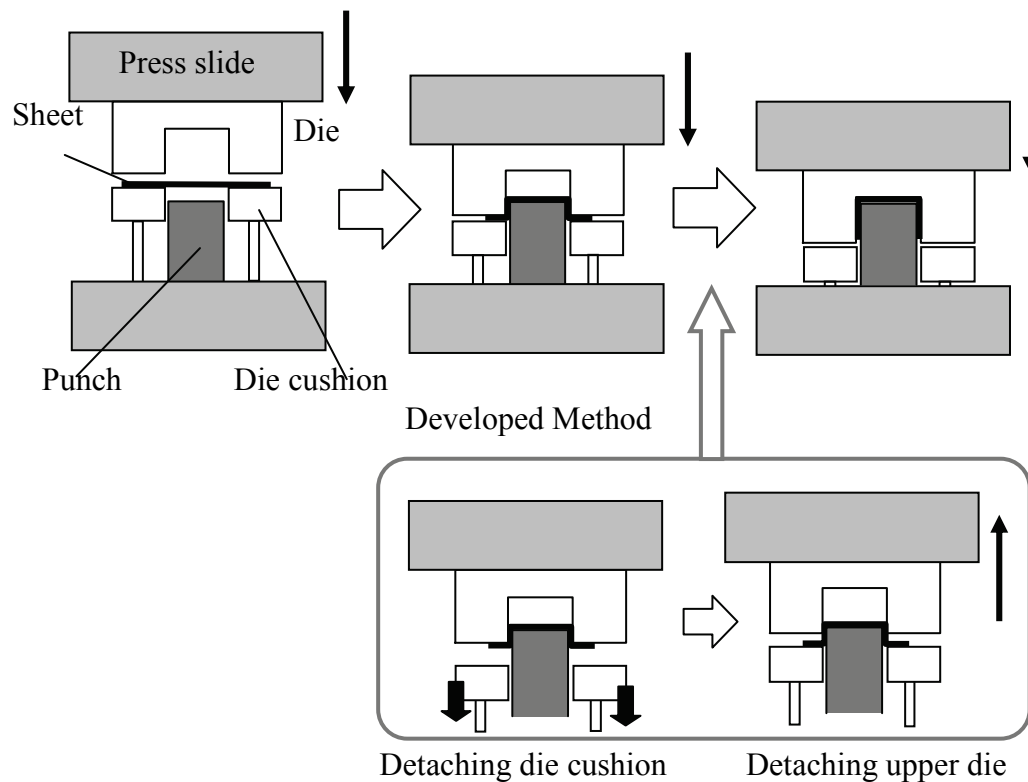 Press slide
Sheet
Die
Punch
Die cushion
Developed Method
Detaching die cushion
Detaching upper die